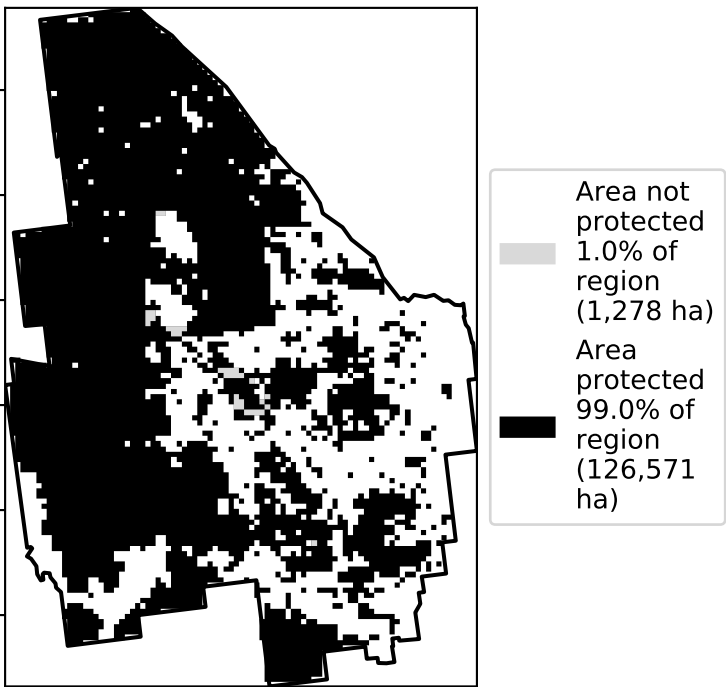 Area not
protected
1.0% of
region
(1,278 ha)
Area
protected
99.0% of
region
(126,571
ha)